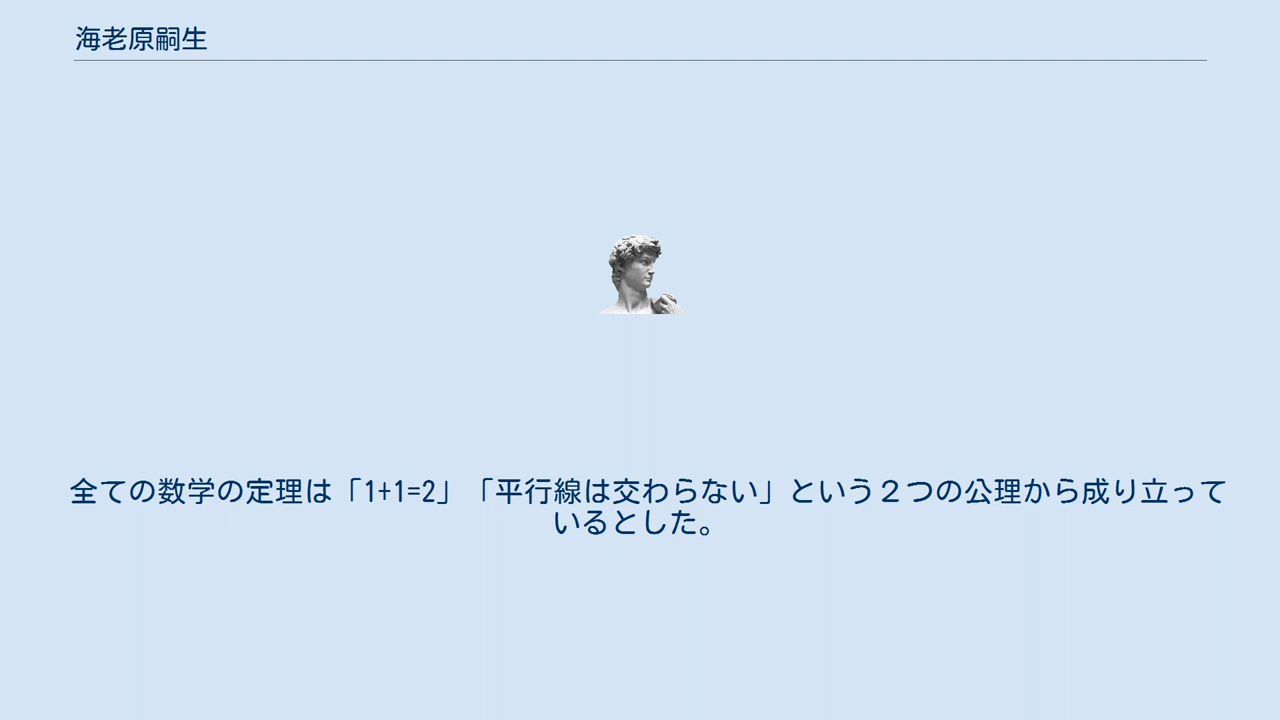 海老原嗣生
全ての数学の定理は「1+1=2」「平行線は交わらない」という２つの公理から成り立って
いるとした。